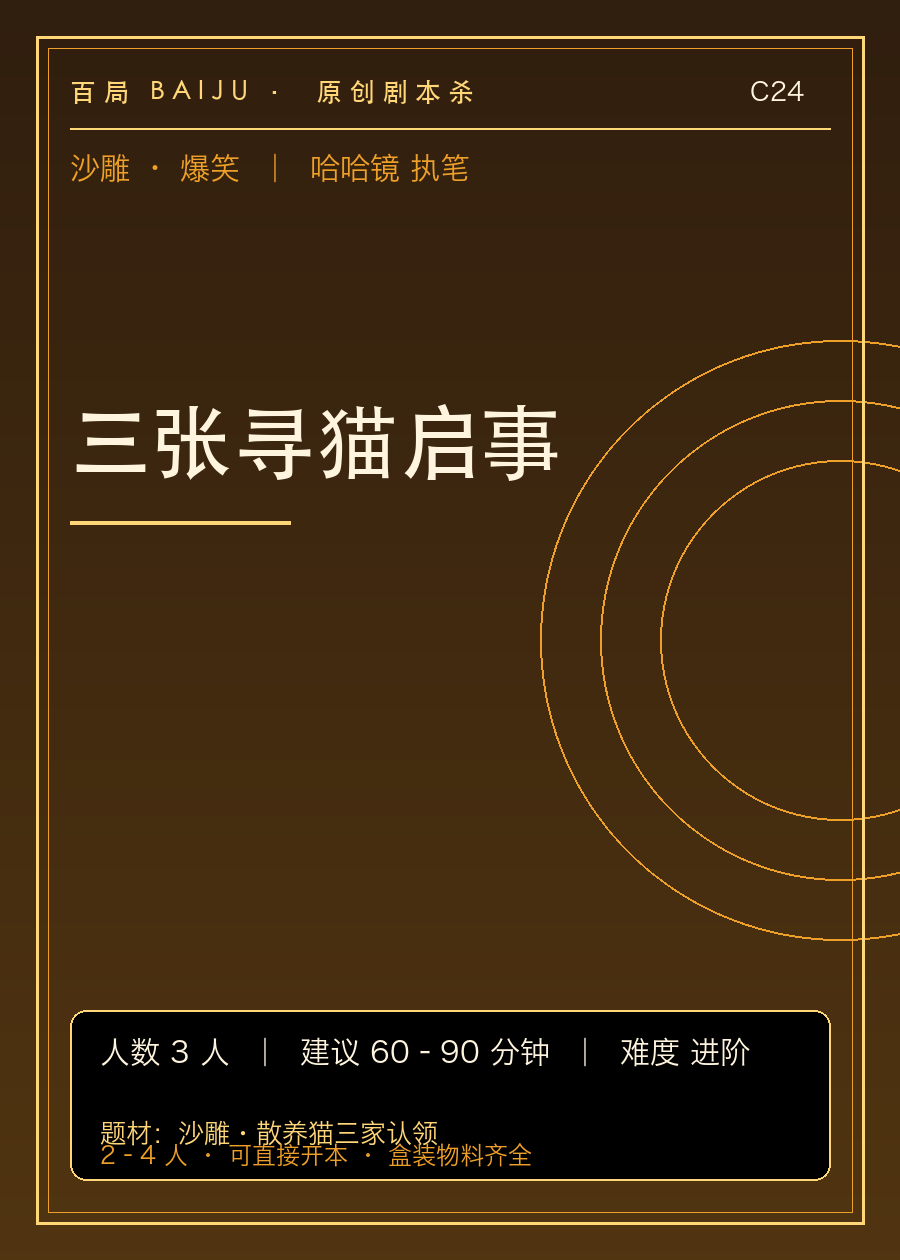 百局 BAIJU · 原创剧本杀 C24
沙雕 · 爆笑 ｜ 哈哈镜 执笔
三张寻猫启事
人数 3 人 ｜ 建议 60 - 90 分钟 ｜ 难度 进阶
题材：沙雕·散养猫三家认领
2 - 4 人 · 可直接开本 · 盒装物料齐全